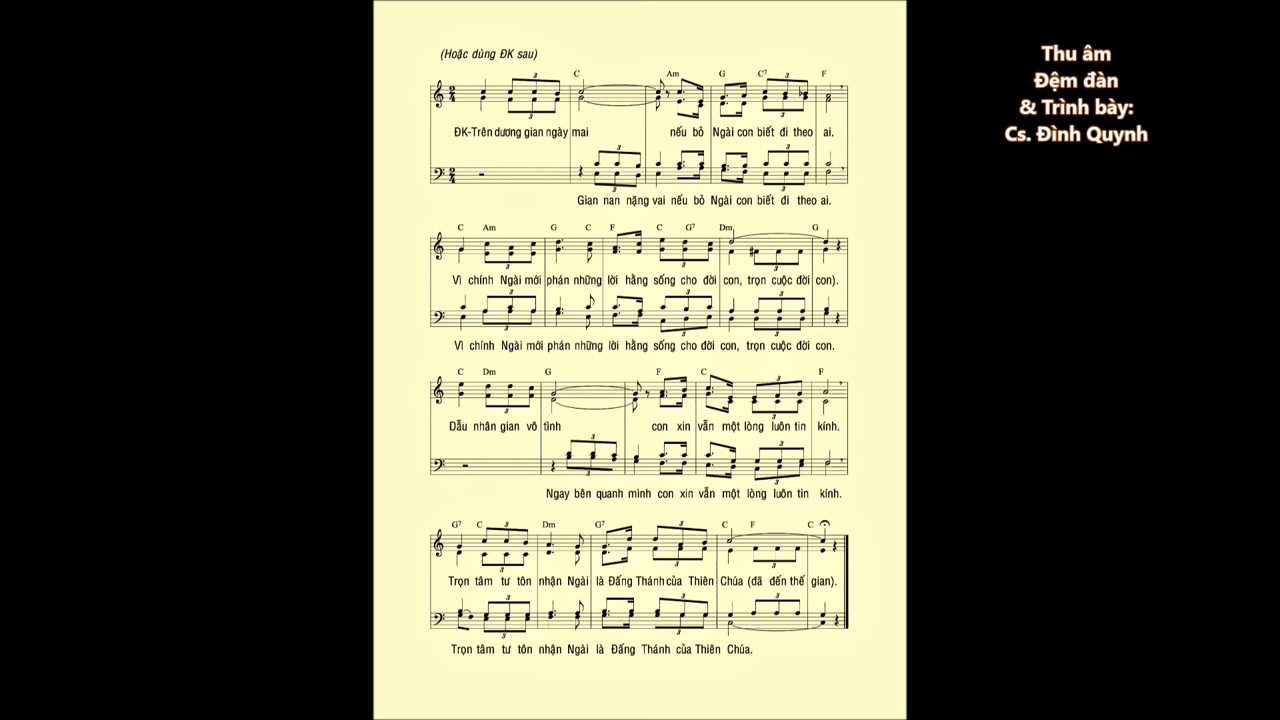 (Hoặc dùng ĐK sau)
C Am G C7 F
ĐK-Trên dương gian ngày mai nếu bỏ Ngài con biết đi theo ai.
Gian nan nặng vai nếu bỏ Ngài con biết đi theo ai.
C Am G C F C G7 Dm G
Vì chính Ngài mới phán những lời hằng sống cho đời con, trọn cuộc đời con).
Vì chính Ngài mới phán những lời hằng sống cho đời con, trọn cuộc đời con.
C Dm G F C F
Dẫu nhân gian vô tình con xin vẫn một lòng luôn tin kính.
Ngay bên quanh mình con xin vẫn một lòng luôn tin kính.
G7 C Dm G7 C F C
Trọn tâm tư tôn nhận Ngài là Đấng Thánh của Thiên Chúa (đã đến thế gian).
Trọn tâm tư tôn nhận Ngài là Đấng Thánh của Thiên Chúa.
Thu âm
Đệm đàn
& Trình bày:
Cs. Đình Quynh